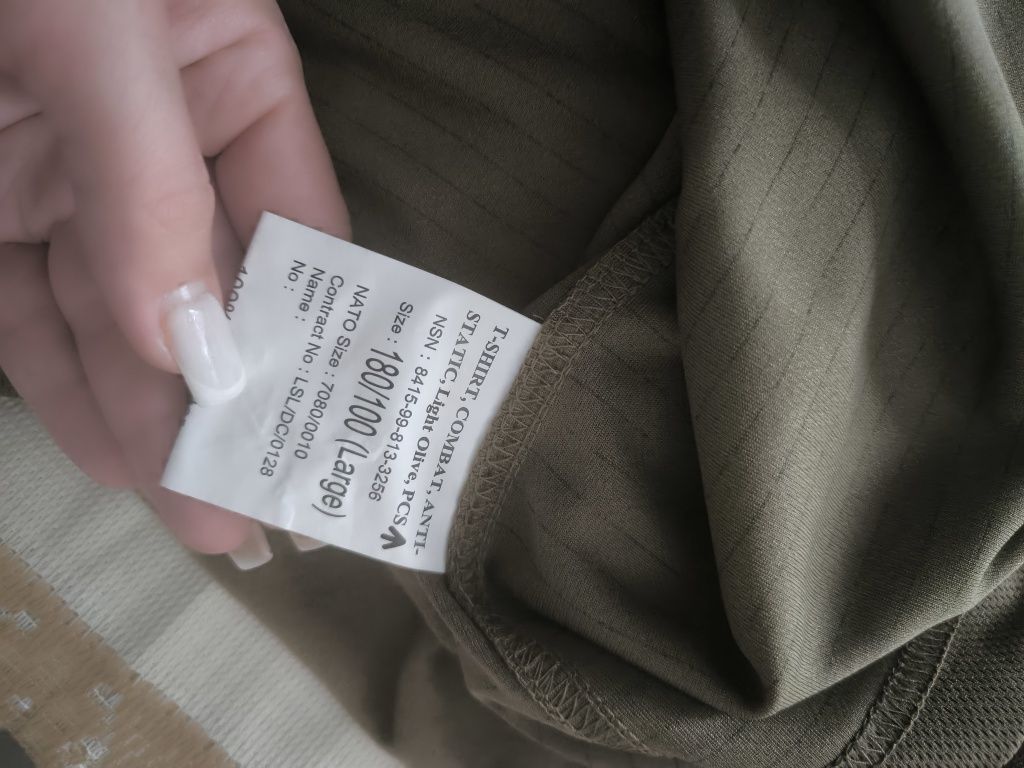 T-SHIRT, COMBAT, ANTI-
STATIC, Light Olive, PCS
NSN : 8415-99-813-3256
Size : 180/100 (Large)
NATO Size : 7080/0010
Contract No : LSL/DC/0128
Name :
No :